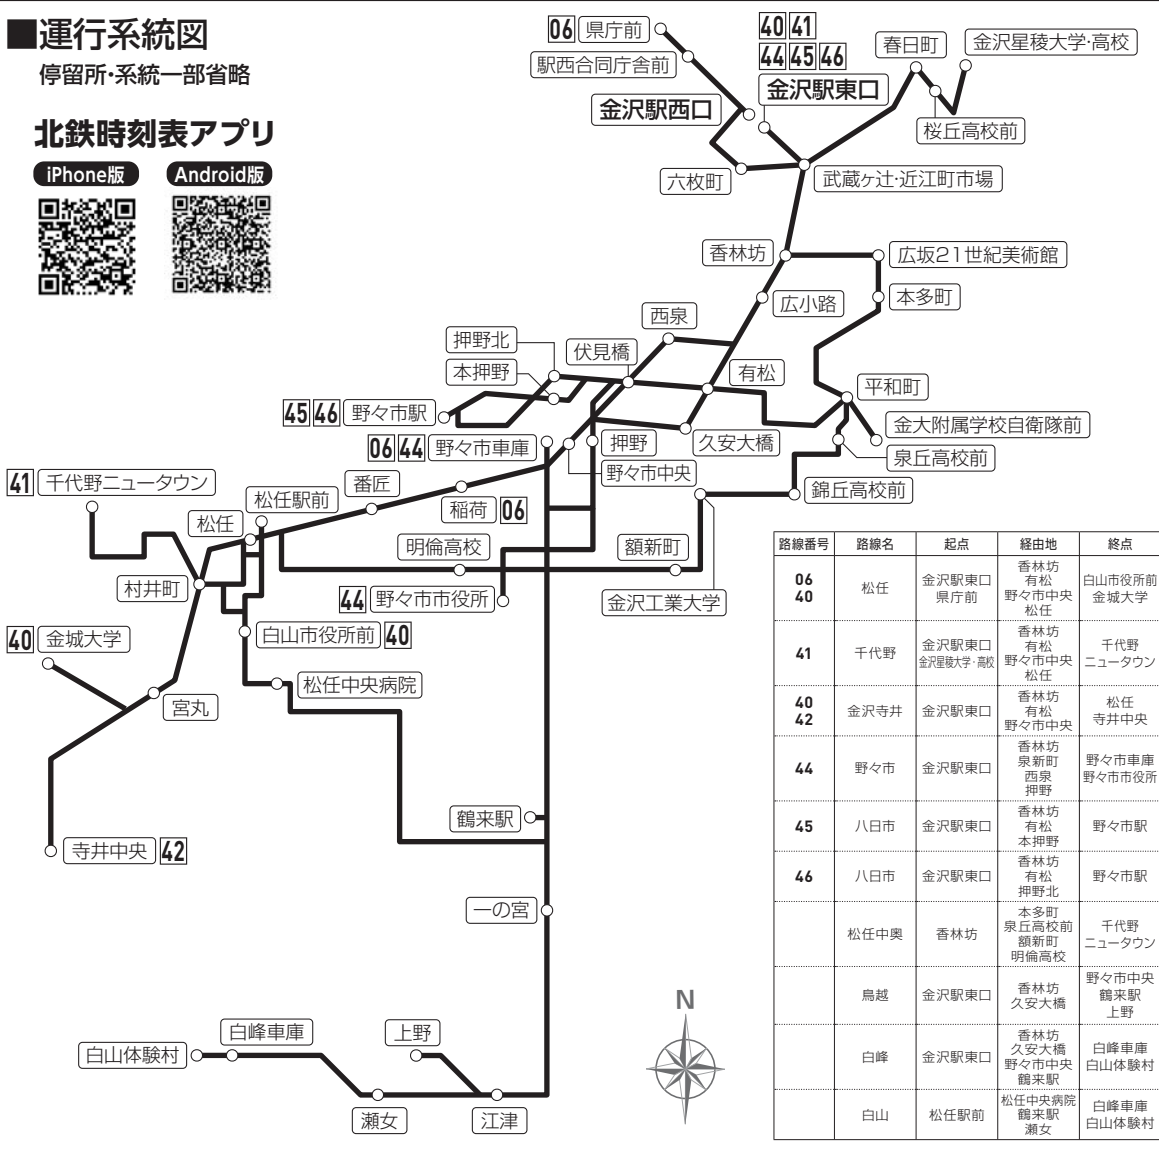 ■運行系統図
停留所・系統一部省略
北鉄時刻表アプリ
iPhone版 Android版
06 県庁前
駅西合同庁舎前
金沢駅西口
40 41
44 45 46
金沢駅東口
春日町
金沢星稜大学・高校
桜丘高校前
六枚町
武蔵ヶ辻・近江町市場
香林坊
広坂21世紀美術館
広小路
本多町
西泉
押野北
伏見橋
本押野
有松
平和町
45 46 野々市駅
金大附属学校自衛隊前
06 44 野々市車庫
押野
久安大橋
泉丘高校前
野々市中央
41 千代野ニュータウン
番匠
松任駅前
稲荷 06
錦丘高校前
松任
明倫高校
額新町
村井町
44 野々市市役所
金沢工業大学
40 金城大学
白山市役所前 40
松任中央病院
宮丸
鶴来駅
寺井中央 42
一の宮
N
白峰車庫
上野
白山体験村
瀬女
江津
路線番号 路線名 起点 経由地 終点
06
40
松任
金沢駅東口
県庁前
香林坊
有松
野々市中央
松任
白山市役所前
金城大学
41
千代野
金沢駅東口
金沢星稜大学・高校
香林坊
有松
野々市中央
松任
千代野
ニュータウン
40
42
金沢寺井
金沢駅東口
香林坊
有松
野々市中央
松任
寺井中央
44
野々市
金沢駅東口
香林坊
泉新町
西泉
押野
野々市車庫
野々市市役所
45
八日市
金沢駅東口
香林坊
有松
本押野
野々市駅
46
八日市
金沢駅東口
香林坊
有松
押野北
野々市駅
松任中奥
香林坊
本多町
泉丘高校前
額新町
明倫高校
千代野
ニュータウン
鳥越
金沢駅東口
香林坊
久安大橋
野々市中央
鶴来駅
上野
白峰
金沢駅東口
香林坊
久安大橋
野々市中央
鶴来駅
白峰車庫
白山体験村
白山
松任駅前
松任中央病院
鶴来駅
瀬女
白峰車庫
白山体験村